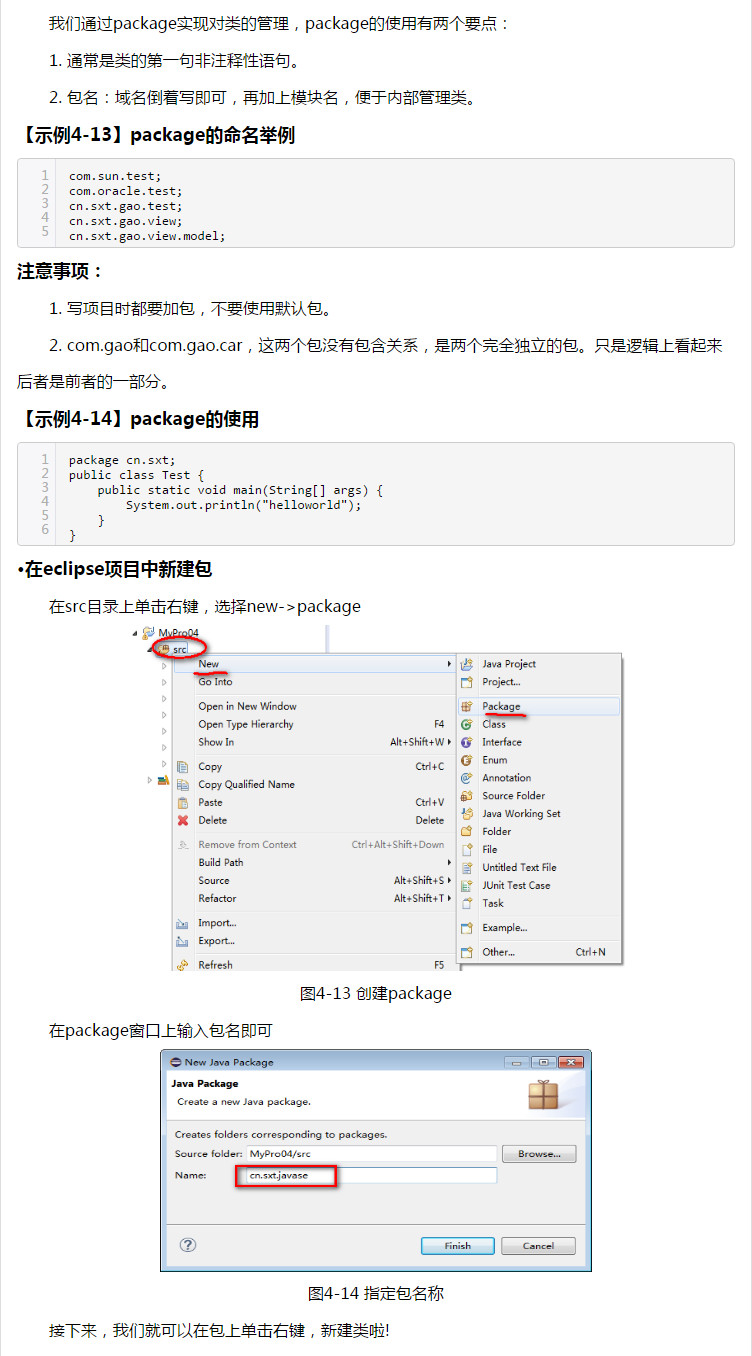 我们通过package实现对类的管理，package的使用有两个要点：
1. 通常是类的第一句非注释性语句。
2. 包名：域名倒着写即可，再加上模块名，便于内部管理类。
【示例4-13】package的命名举例
1 com.sun.test;
2 com.oracle.test;
3 cn.sxt.gao.test;
4 cn.sxt.gao.view;
5 cn.sxt.gao.view.model;
注意事项：
1. 写项目时都要加包，不要使用默认包。
2. com.gao和com.gao.car，这两个包没有包含关系，是两个完全独立的包。只是逻辑上看起来
后者是前者的一部分。
【示例4-14】package的使用
1 package cn.sxt;
2 public class Test {
3     public static void main(String[] args) {
4         System.out.println("helloworld");
5     }
6 }
•在eclipse项目中新建包
在src目录上单击右键，选择new->package
MyPro04
src
New
Go Into
Open in New Window
Open Type Hierarchy F4
Show In Alt+Shift+W
Copy Ctrl+C
Copy Qualified Name
Paste Ctrl+V
Delete Delete
Remove from Context Ctrl+Alt+Shift+Down
Build Path
Source Alt+Shift+S
Refactor Alt+Shift+T
Import...
Export...
Refresh F5
Java Project
Project...
Package
Class
Interface
Enum
Annotation
Source Folder
Java Working Set
Folder
File
Untitled Text File
JUnit Test Case
Task
Example...
Other... Ctrl+N
图4-13 创建package
在package窗口上输入包名即可
New Java Package
Java Package
Create a new Java package.
Creates folders corresponding to packages.
Source folder: MyPro04/src Browse...
Name: cn.sxt.javase
? Finish Cancel
图4-14 指定包名称
接下来，我们就可以在包上单击右键，新建类啦!